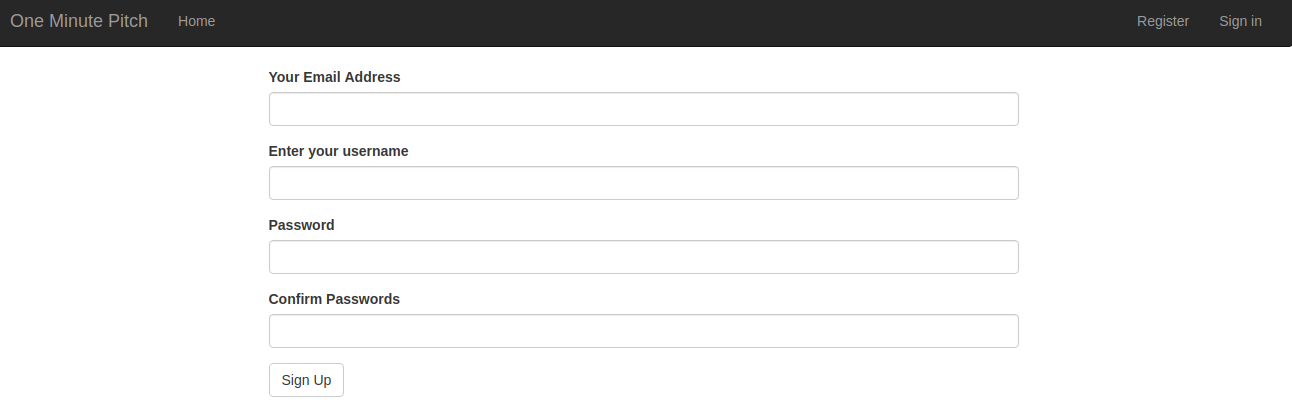 One Minute Pitch Home Register Sign in
Your Email Address
Enter your username
Password
Confirm Passwords
Sign Up